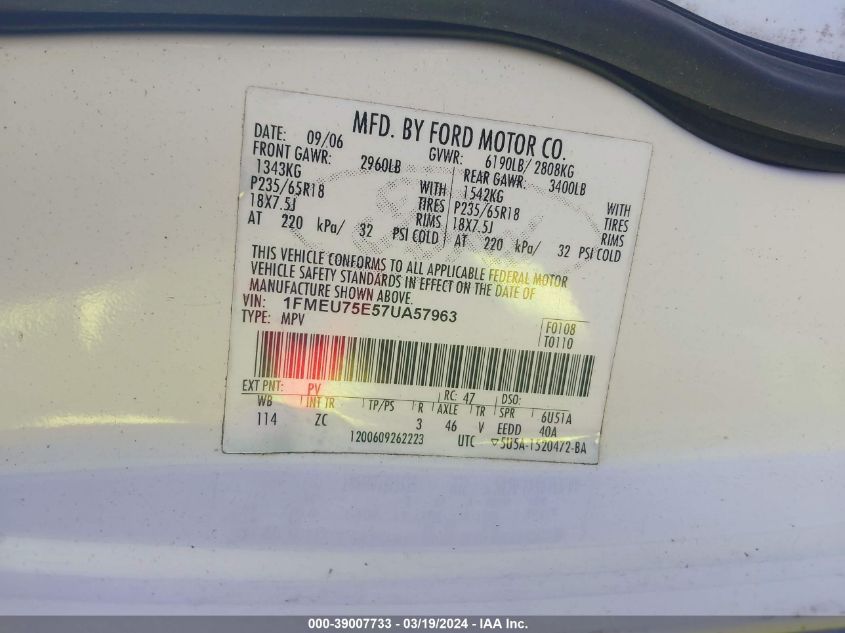 MFD. BY FORD MOTOR CO.
DATE: 09/06 GVWR: 6190LB/ 2808KG
FRONT GAWR: 2960LB REAR GAWR: 3400LB
1343KG WITH 1542KG WITH
P235/65R18 TIRES P235/65R18 TIRES
18X7.5J RIMS 18X7.5J RIMS
AT 220 kPa/ 32 PSI COLD AT 220 kPa/ 32 PSI COLD
THIS VEHICLE CONFORMS TO ALL APPLICABLE FEDERAL MOTOR
VEHICLE SAFETY STANDARDS IN EFFECT ON THE DATE OF
MANUFACTURE SHOWN ABOVE.
VIN: 1FMEU75E57UA57963
TYPE: MPV
F0108
T0110
EXT PNT: PV RC: 47 DSO:
WB INT TR TP/PS R AXLE TR SPR 6U51A
114 ZC 3 46 V EEDD 40A
1200609262223 UTC ▽5U5A-1520472-BA
000-39007733 - 03/19/2024 - IAA Inc.